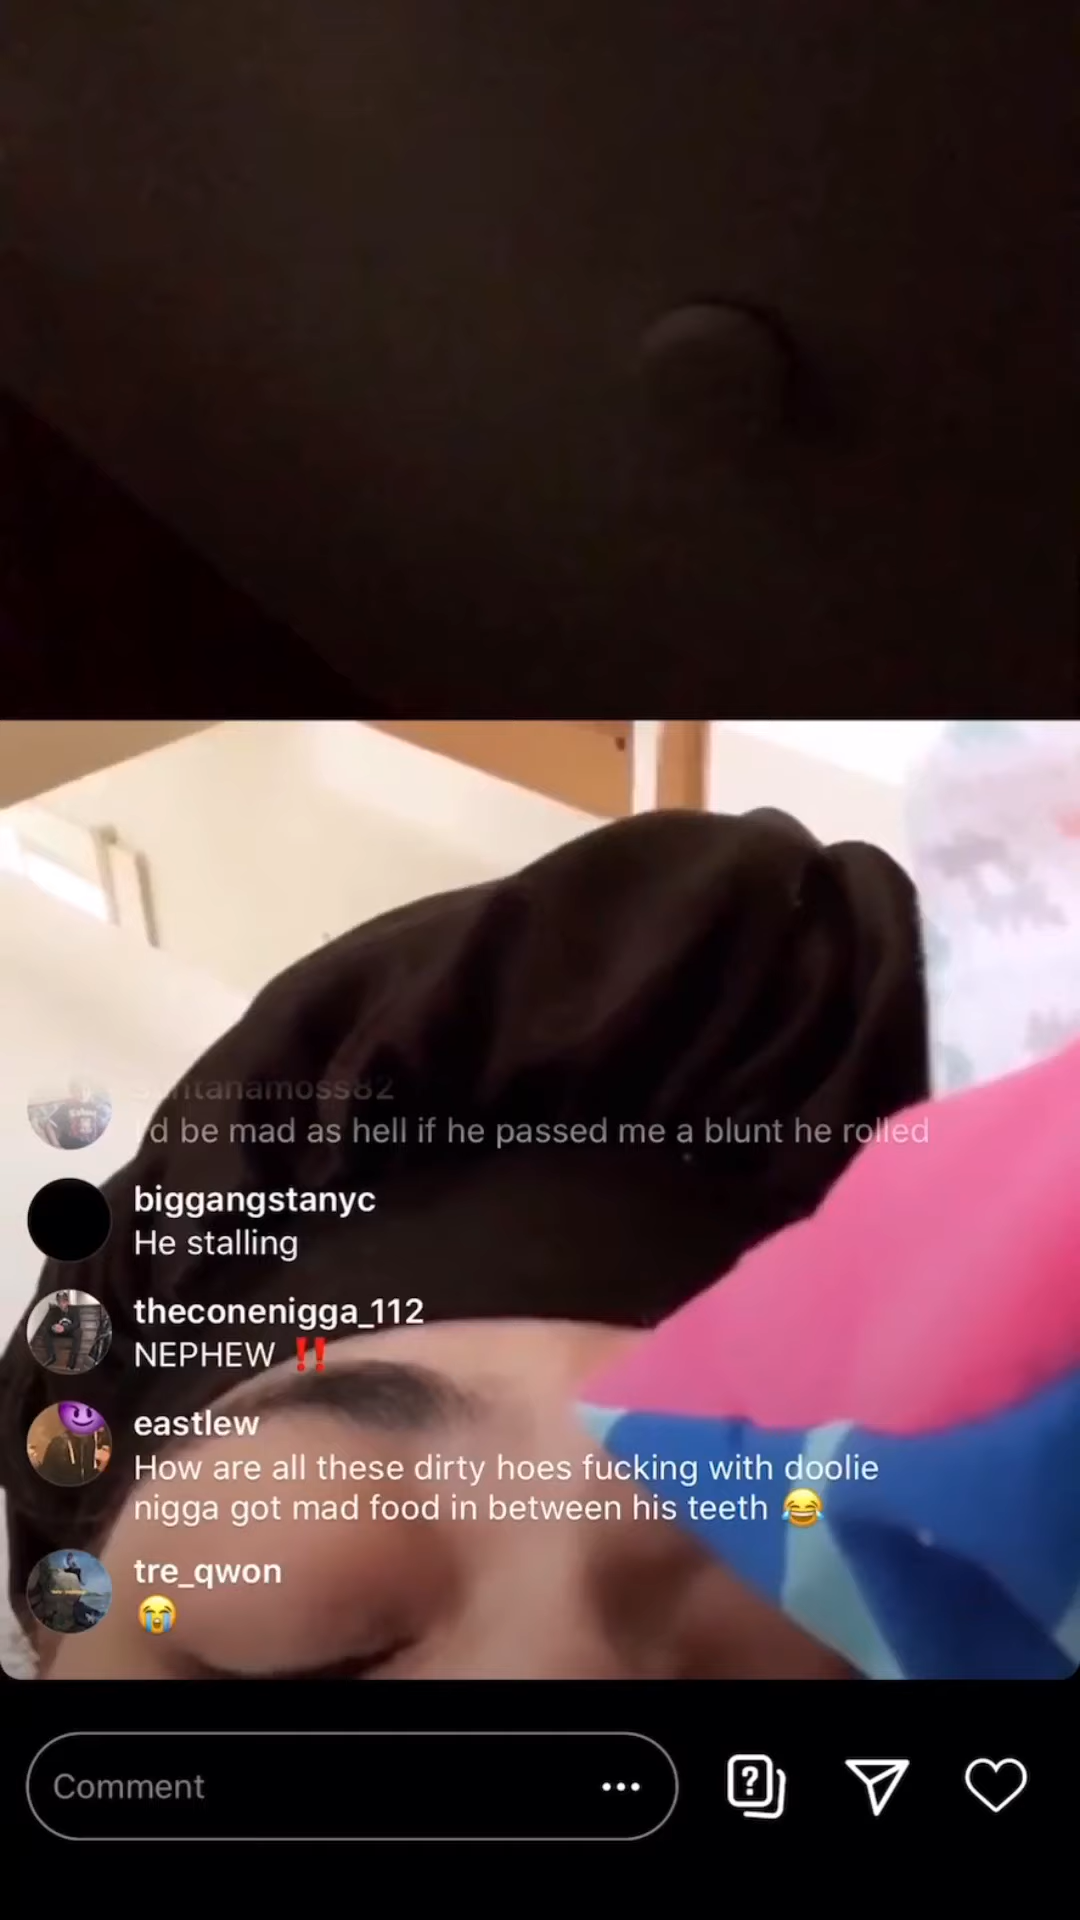 santanamoss82
I'd be mad as hell if he passed me a blunt he rolled
biggangstanyc
He stalling
theconenigga_112
NEPHEW ‼️
eastlew
How are all these dirty hoes fucking with doolie
nigga got mad food in between his teeth 😂
tre_qwon
😭
Comment